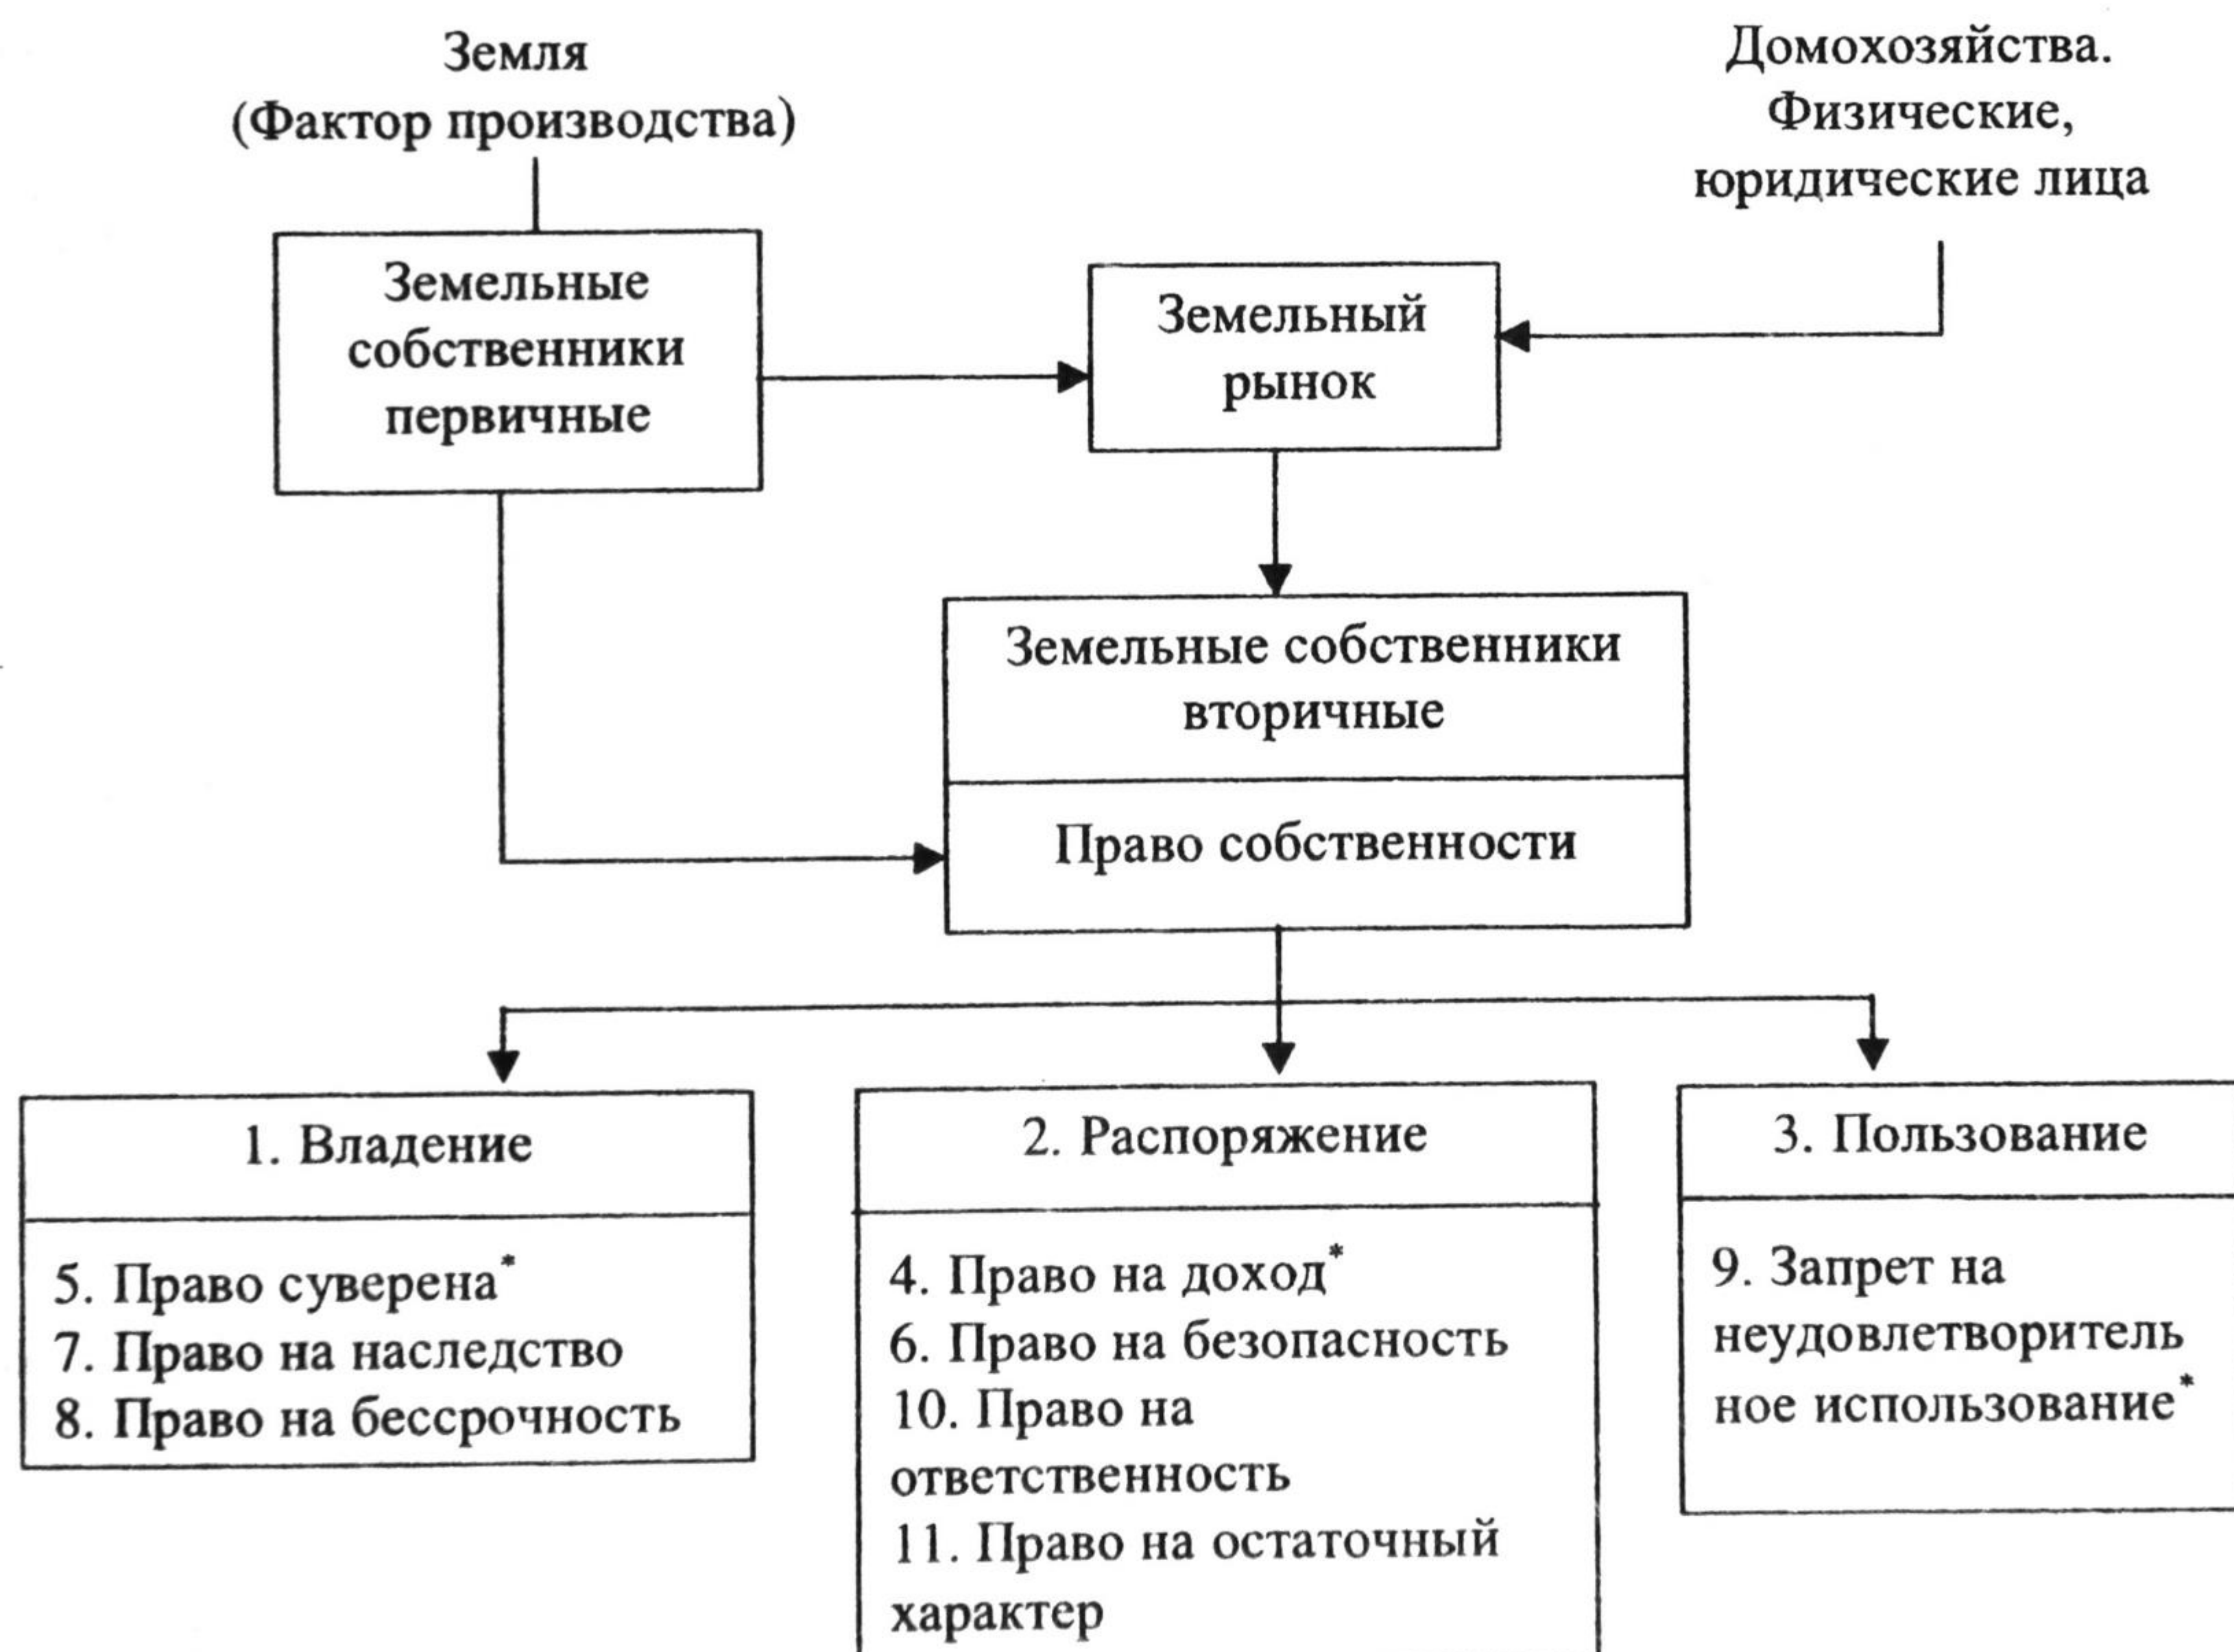 Земля
(Фактор производства)
Домохозяйства.
Физические,
юридические лица
Земельные
собственники
первичные
Земельный
рынок
Земельные собственники
вторичные
Право собственности
1. Владение
5. Право суверена*
7. Право на наследство
8. Право на бессрочность
2. Распоряжение
4. Право на доход*
6. Право на безопасность
10. Право на
ответственность
11. Право на остаточный
характер
3. Пользование
9. Запрет на
неудовлетворитель
ное использование*